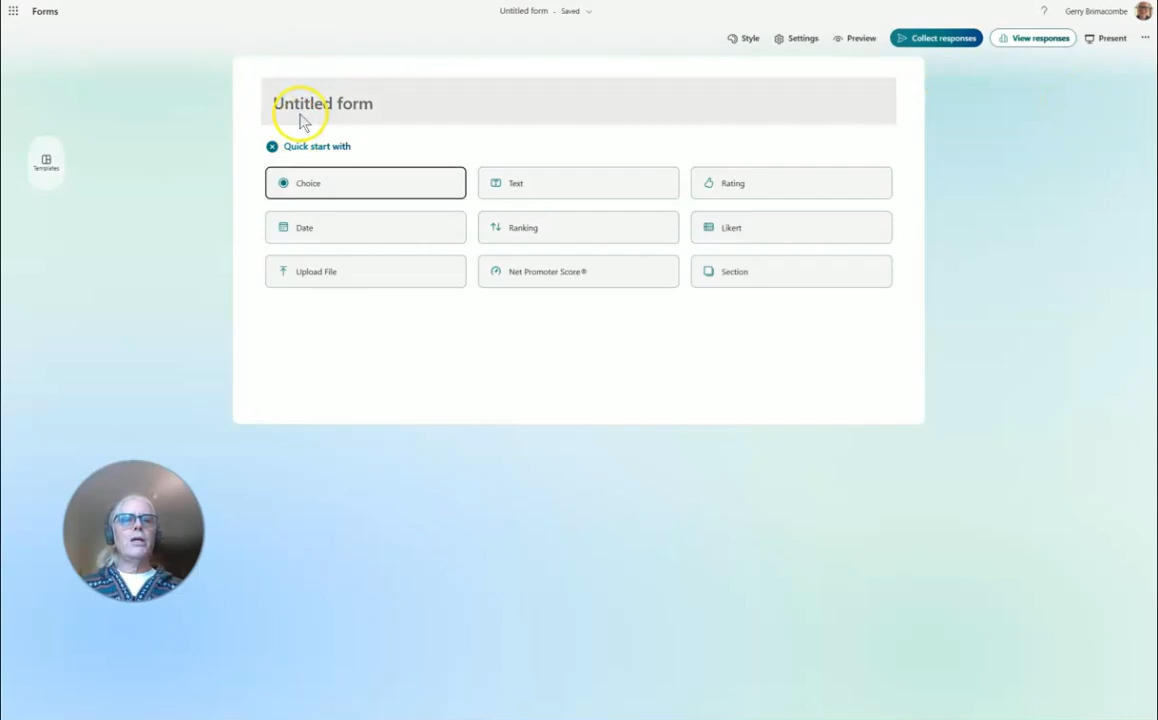 Forms
Untitled form - Saved
? Gerry Brimacombe
Style Settings Preview Collect responses View responses Present ...
Untitled form
Quick start with
Templates
Choice Text Rating
Date Ranking Likert
Upload File Net Promoter Score® Section